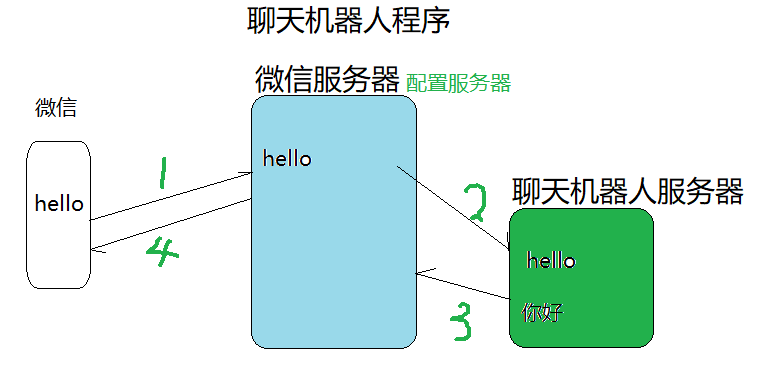 聊天机器人程序
微信服务器 配置服务器
微信
hello
1
hello
2
聊天机器人服务器
hello
4
你好
3